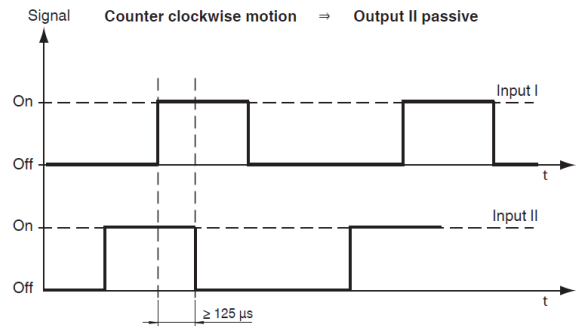 Signal Counter clockwise motion ⇒ Output II passive
On Input I
Off
t
On Input II
Off
t
≥ 125 µs